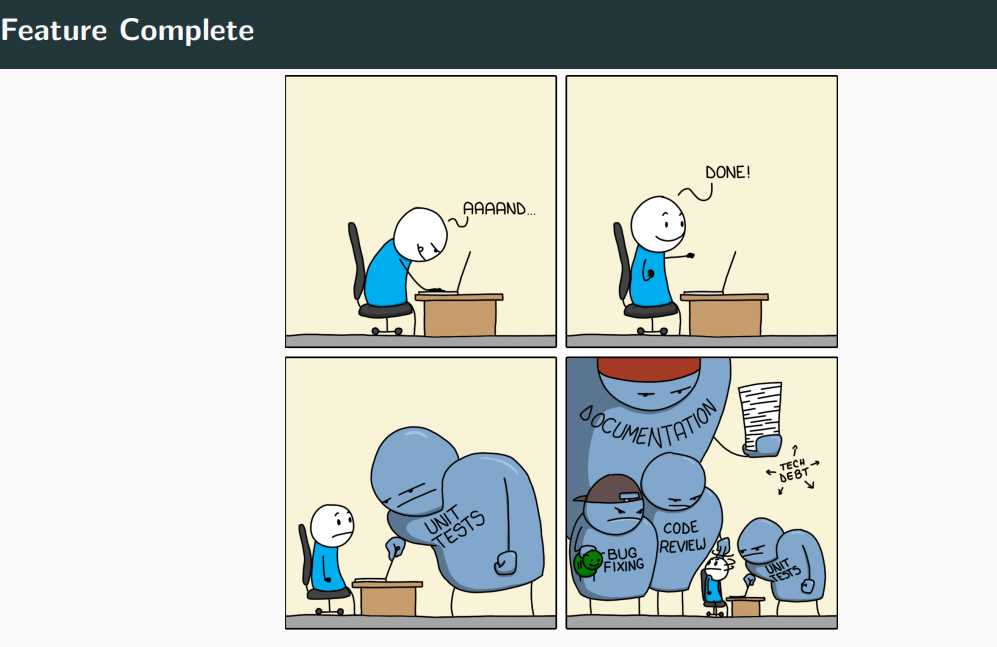 Feature Complete
AAAAND...
DONE!
UNIT
TESTS
DOCUMENTATION
TECH
DEBT
CODE
REVIEW
BUG
FIXING
UNIT
TESTS